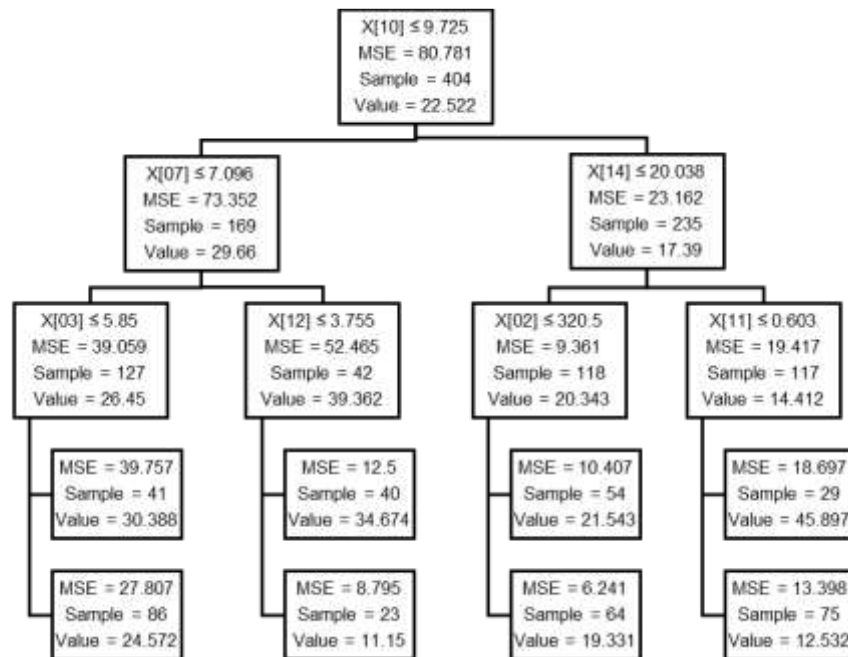 X[10] ≤ 9.725
MSE = 80.781
Sample = 404
Value = 22.522
X[07] ≤ 7.096
MSE = 73.352
Sample = 169
Value = 29.66
X[14] ≤ 20.038
MSE = 23.162
Sample = 235
Value = 17.39
X[03] ≤ 5.85
MSE = 39.059
Sample = 127
Value = 26.45
X[12] ≤ 3.755
MSE = 52.465
Sample = 42
Value = 39.362
X[02] ≤ 320.5
MSE = 9.361
Sample = 118
Value = 20.343
X[11] ≤ 0.603
MSE = 19.417
Sample = 117
Value = 14.412
MSE = 39.757
Sample = 41
Value = 30.388
MSE = 12.5
Sample = 40
Value = 34.674
MSE = 10.407
Sample = 54
Value = 21.543
MSE = 18.697
Sample = 29
Value = 45.897
MSE = 27.807
Sample = 86
Value = 24.572
MSE = 8.795
Sample = 23
Value = 11.15
MSE = 6.241
Sample = 64
Value = 19.331
MSE = 13.398
Sample = 75
Value = 12.532